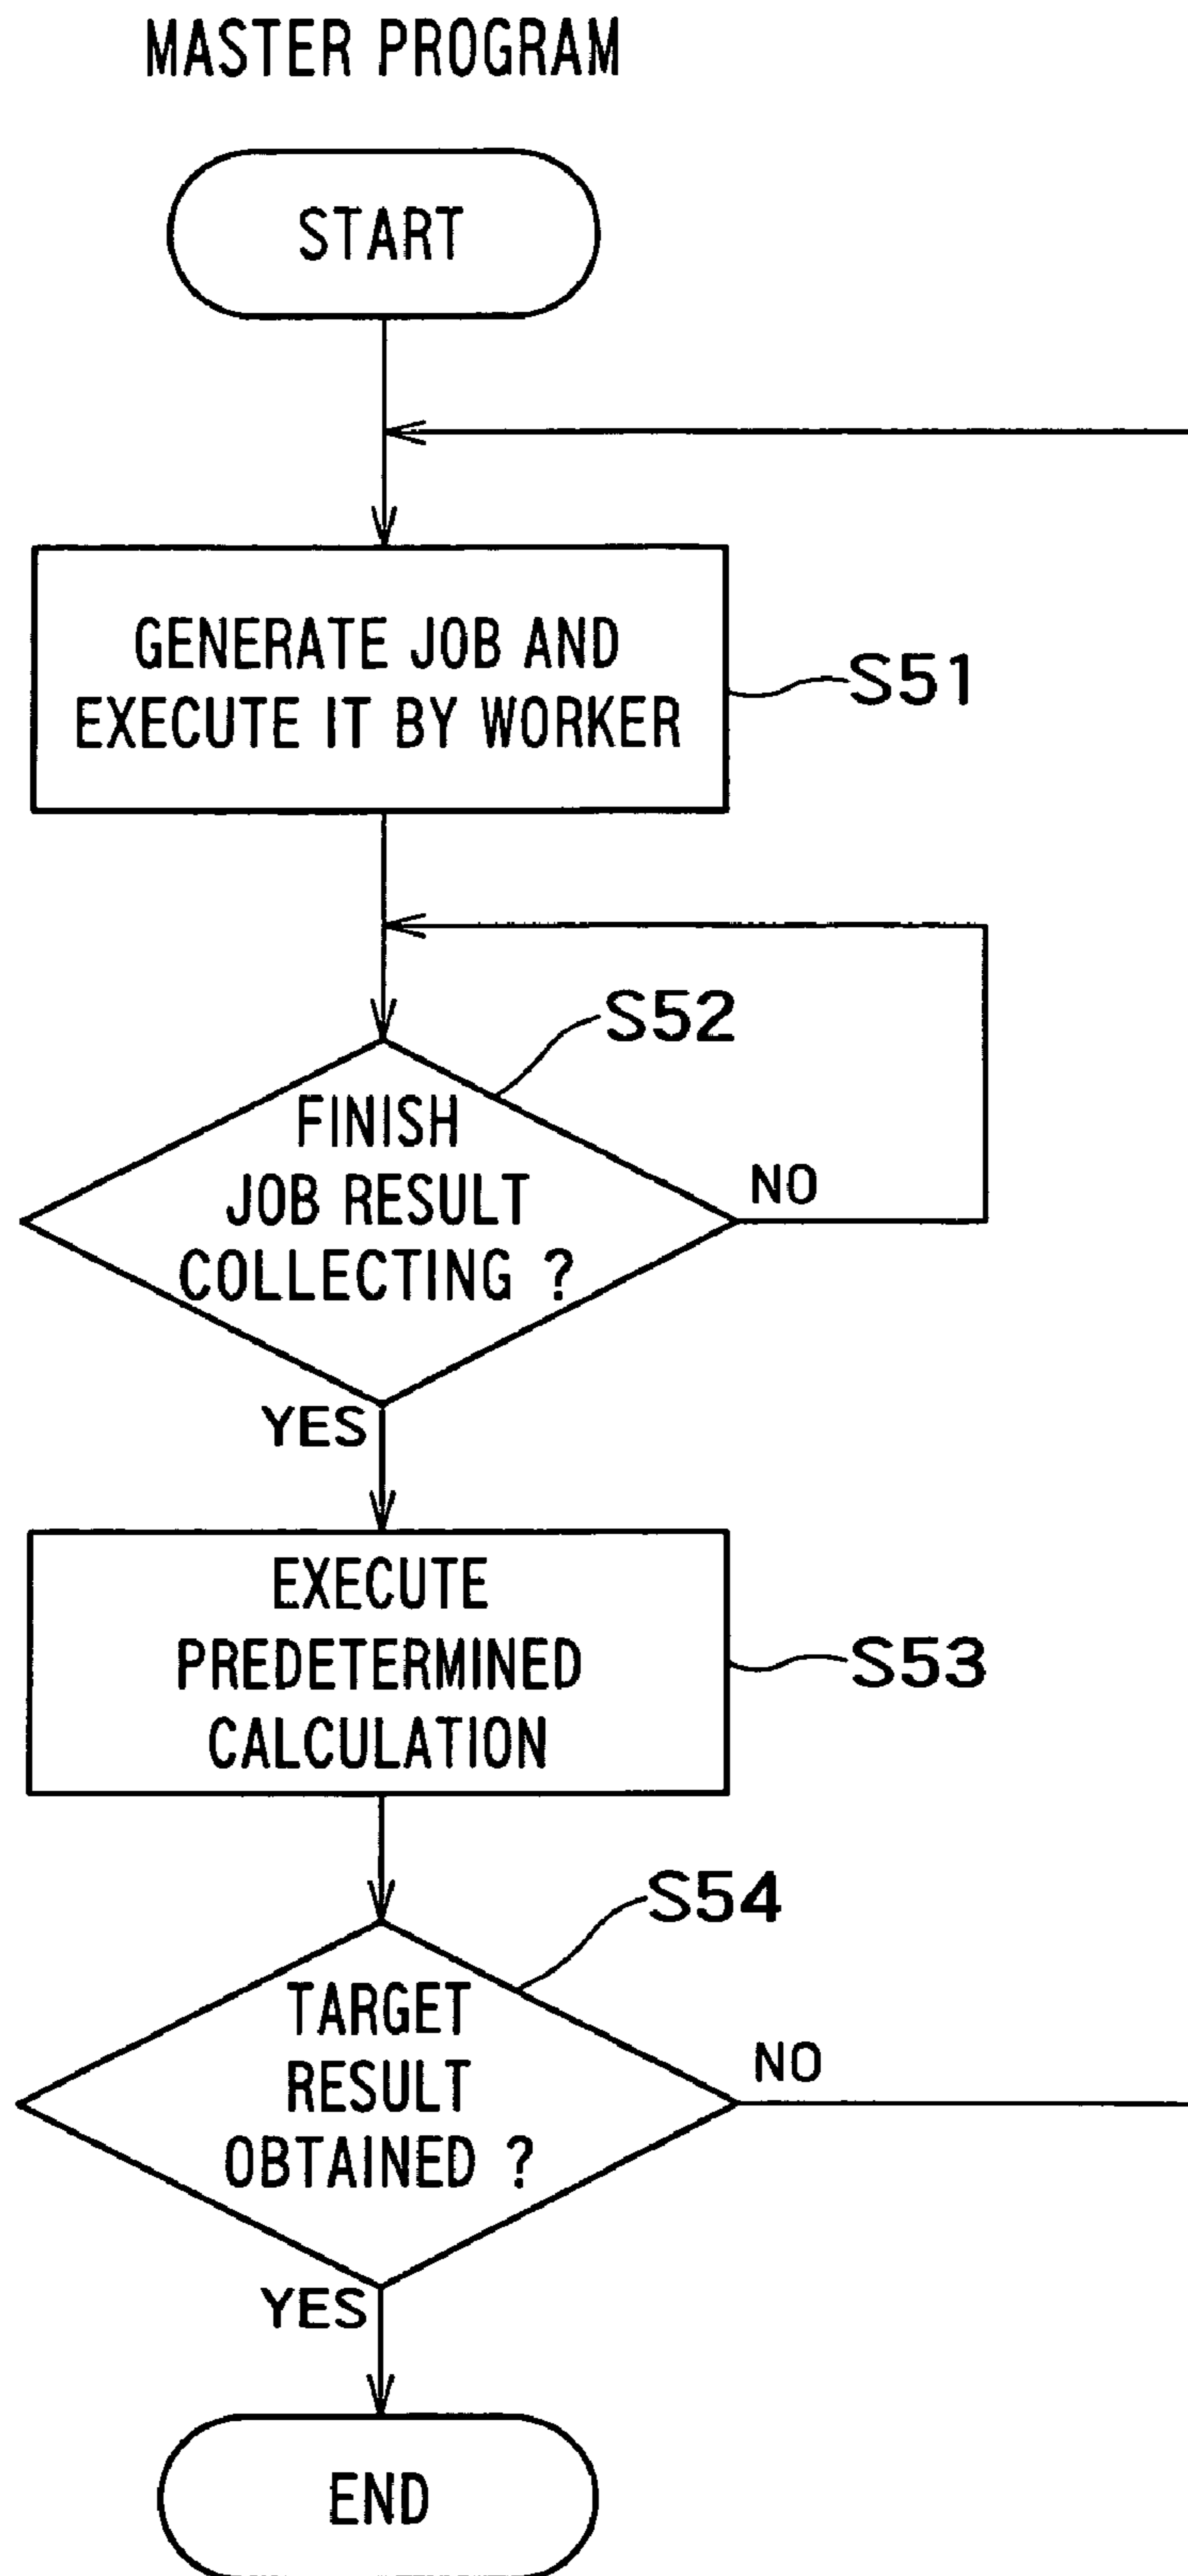 MASTER PROGRAM
START
GENERATE JOB AND
EXECUTE IT BY WORKER
S51
S52
FINISH
JOB RESULT
COLLECTING ?
NO
YES
EXECUTE
PREDETERMINED
CALCULATION
S53
S54
TARGET
RESULT
OBTAINED ?
NO
YES
END